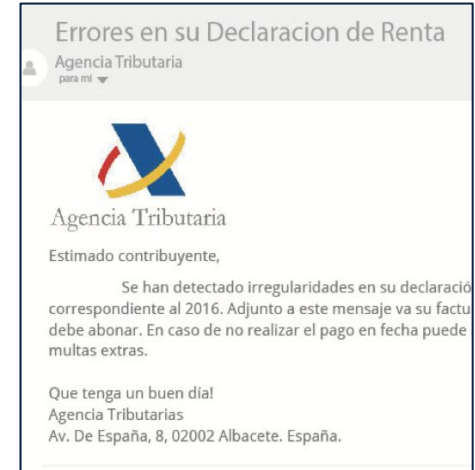 Errores en su Declaracion de Renta
Agencia Tributaria
para mi
Agencia Tributaria
Estimado contribuyente,
Se han detectado irregularidades en su declaració
correspondiente al 2016. Adjunto a este mensaje va su factu
debe abonar. En caso de no realizar el pago en fecha puede
multas extras.
Que tenga un buen día!
Agencia Tributarias
Av. De España, 8, 02002 Albacete. España.